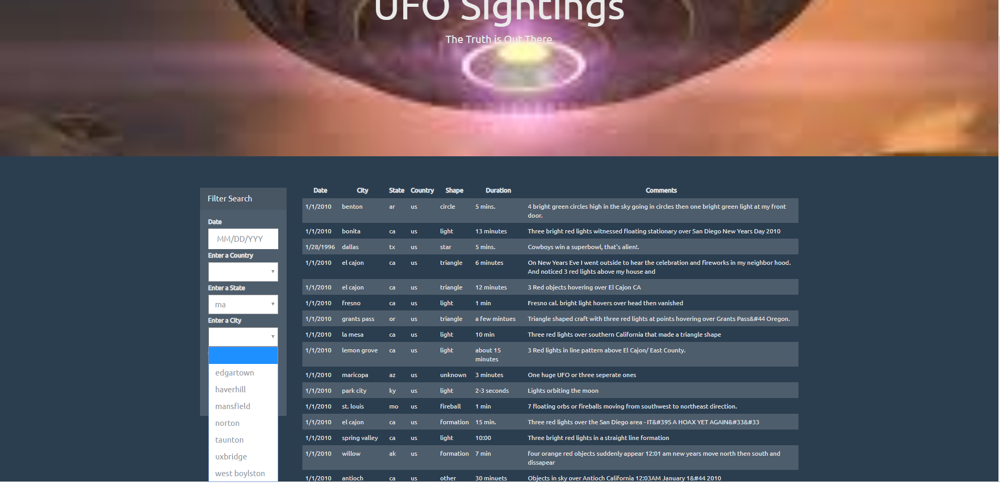 UFO Sightings
The Truth is Out There
Filter Search
Date
MM/DD/YYY
Enter a Country
Enter a State
ma
Enter a City
edgartown
haverhill
mansfield
norton
taunton
uxbridge
west boylston
Date City State Country Shape Duration Comments
1/1/2010 benton ar us circle 5 mins. 4 bright green circles high in the sky going in circles then one bright green light at my front
door.
1/1/2010 bonita ca us light 13 minutes Three bright red lights witnessed floating stationary over San Diego New Years Day 2010
1/28/1996 dallas tx us star 5 mins. Cowboys win a superbowl, that's alien!.
1/1/2010 el cajon ca us triangle 6 minutes On New Years Eve I went outside to hear the celebration and fireworks in my neighbor hood.
And noticed 3 red lights above my house and
1/1/2010 el cajon ca us triangle 12 minutes 3 Red objects hovering over El Cajon CA
1/1/2010 fresno ca us light 1 min Fresno cal. bright light hovers over head then vanished
1/1/2010 grants pass or us triangle a few mintues Triangle shaped craft with three red lights at points hovering over Grants Pass&#44 Oregon.
1/1/2010 la mesa ca us light 10 min Three red lights over southern California that made a triangle shape
1/1/2010 lemon grove ca us light about 15 3 Red lights in line pattern above El Cajon/ East County.
minutes
1/1/2010 maricopa az us unknown 3 minutes One huge UFO or three seperate ones
1/1/2010 park city ky us light 2-3 seconds Lights orbiting the moon
1/1/2010 st. louis mo us fireball 1 min 7 floating orbs or fireballs moving from southwest to northeast direction.
1/1/2010 el cajon ca us formation 15 min. Three red lights over the San Diego area - IT&#39S A HOAX YET AGAIN&#33&#33
1/1/2010 spring valley ca us light 10:00 Three bright red lights in a straight line formation
1/1/2010 willow ak us formation 7 min four orange red objects suddenly appear 12:01 am new years move north then south and
dissapear
1/1/2010 antioch ca us other 30 minuets Objects in sky over Antioch California 12:03AM January 1&#44 2010